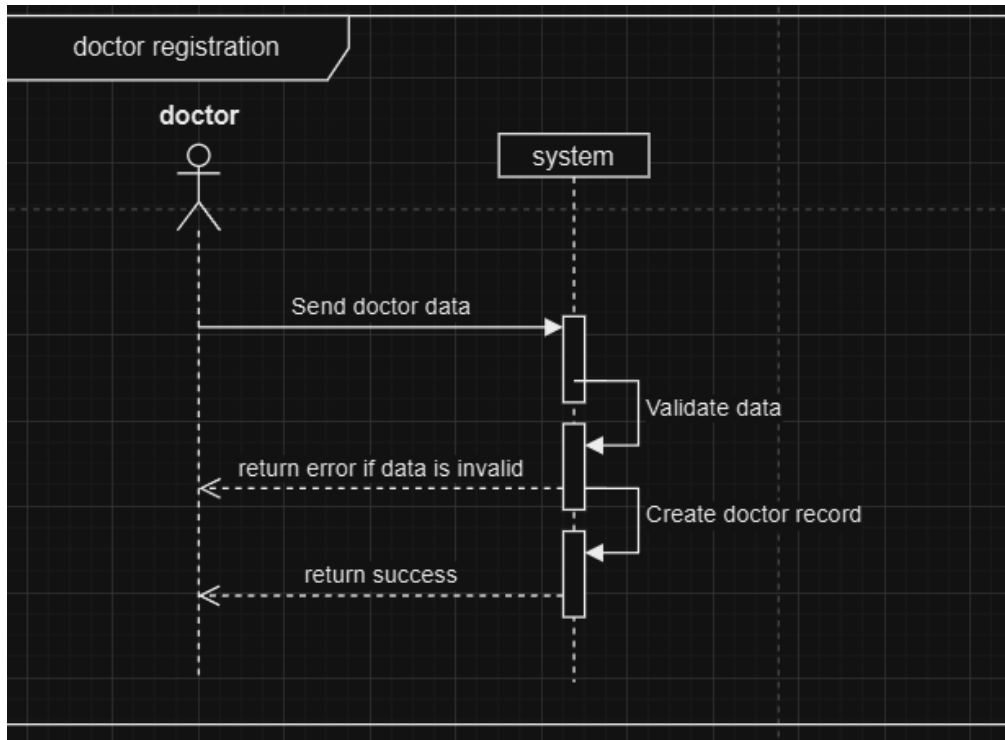 doctor registration
doctor
system
Send doctor data
Validate data
return error if data is invalid
Create doctor record
return success